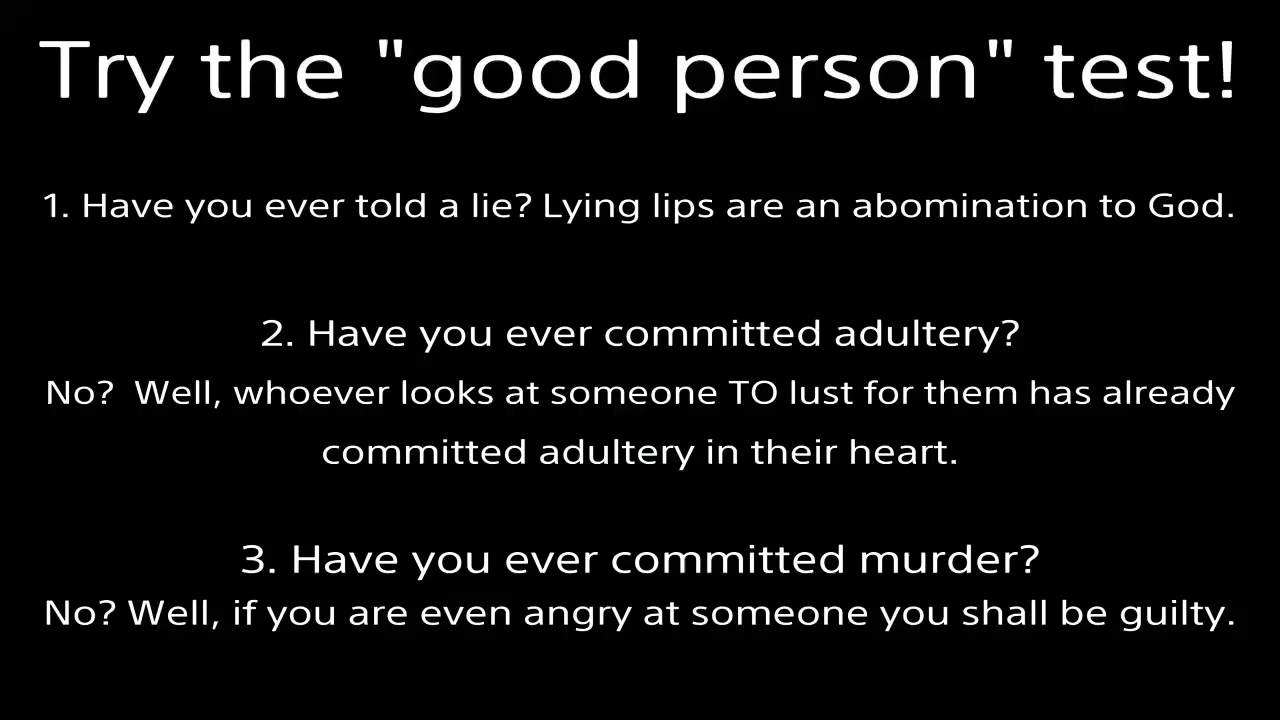 Try the "good person" test!
1. Have you ever told a lie? Lying lips are an abomination to God.
2. Have you ever committed adultery?
No?  Well, whoever looks at someone TO lust for them has already
committed adultery in their heart.
3. Have you ever committed murder?
No? Well, if you are even angry at someone you shall be guilty.